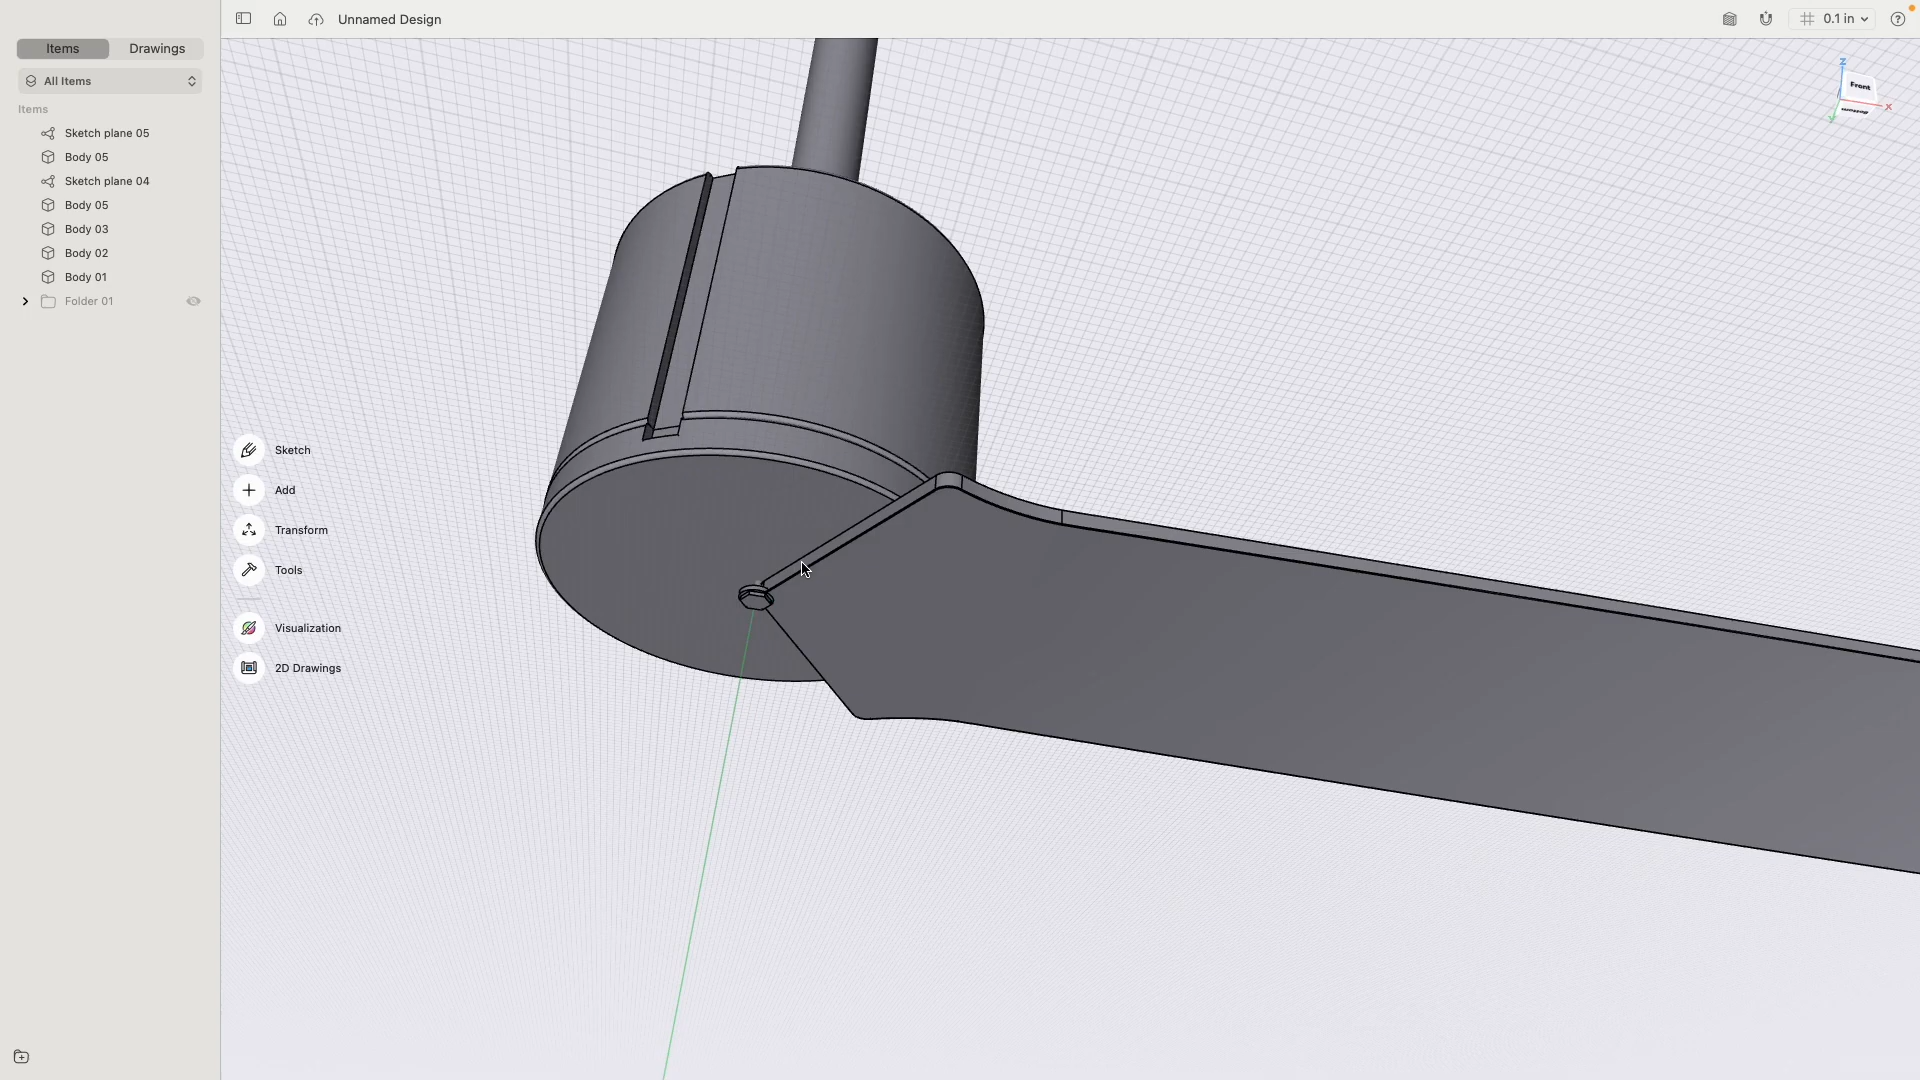 Unnamed Design
0.1 in
Items
Drawings
All Items
Items
Sketch plane 05
Body 05
Sketch plane 04
Body 05
Body 03
Body 02
Body 01
Folder 01
Sketch
Add
Transform
Tools
Visualization
2D Drawings
Z
Front
X
Y